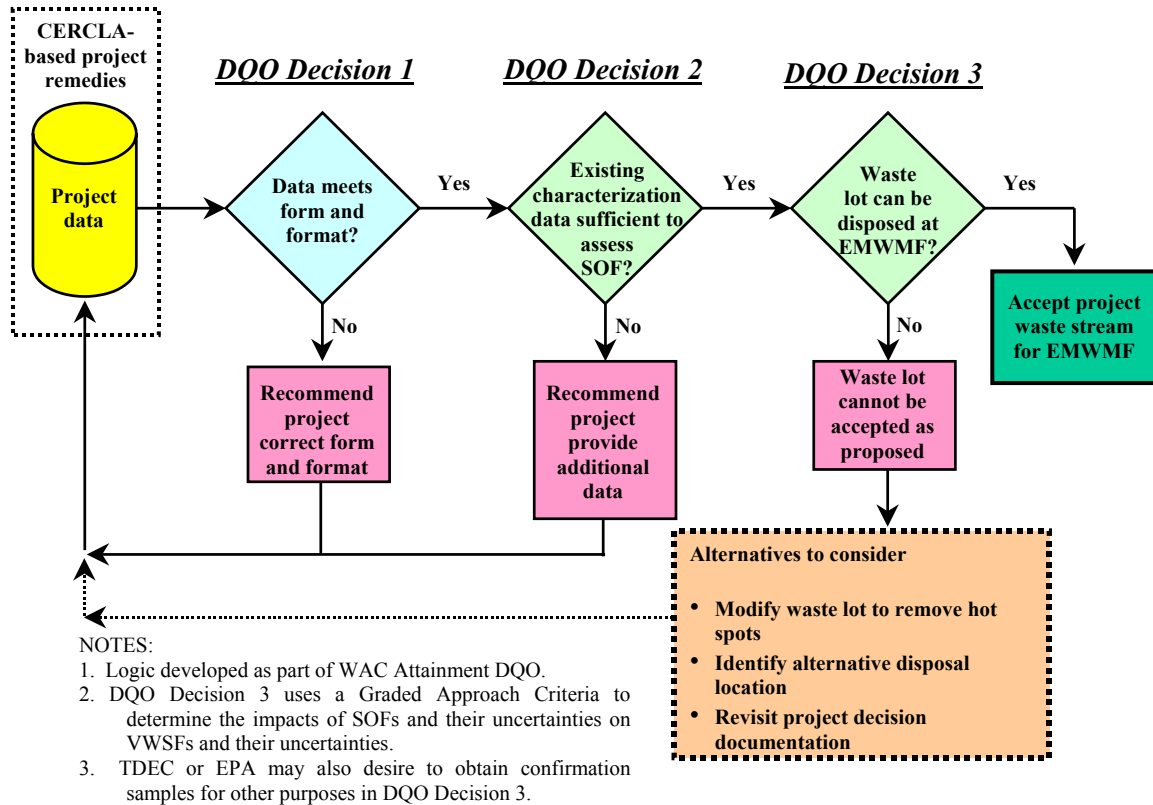 CERCLA-
based project
remedies
DQO Decision 1
DQO Decision 2
DQO Decision 3
Project
data
Data meets
form and
format?
Yes
Existing
characterization
data sufficient to
assess
SOF?
Yes
Waste
lot can be
disposed at
EMWMF?
Yes
Accept project
waste stream
for EMWMF
No
No
No
Recommend
project
correct form
and format
Recommend
project
provide
additional
data
Waste lot
cannot be
accepted as
proposed
Alternatives to consider
• Modify waste lot to remove hot
spots
• Identify alternative disposal
location
• Revisit project decision
documentation
NOTES:
1. Logic developed as part of WAC Attainment DQO.
2. DQO Decision 3 uses a Graded Approach Criteria to
determine the impacts of SOFs and their uncertainties on
VWSFs and their uncertainties.
3. TDEC or EPA may also desire to obtain confirmation
samples for other purposes in DQO Decision 3.